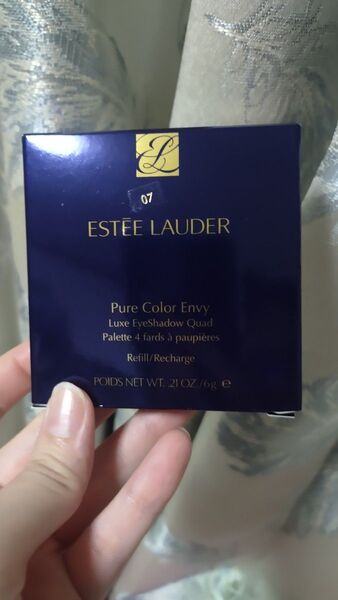 07
ESTĒE LAUDER
Pure Color Envy
Luxe EyeShadow Quad
Palette 4 fards à paupières
Refill/Recharge
POIDS NET WT. .21 OZ./6g ℮